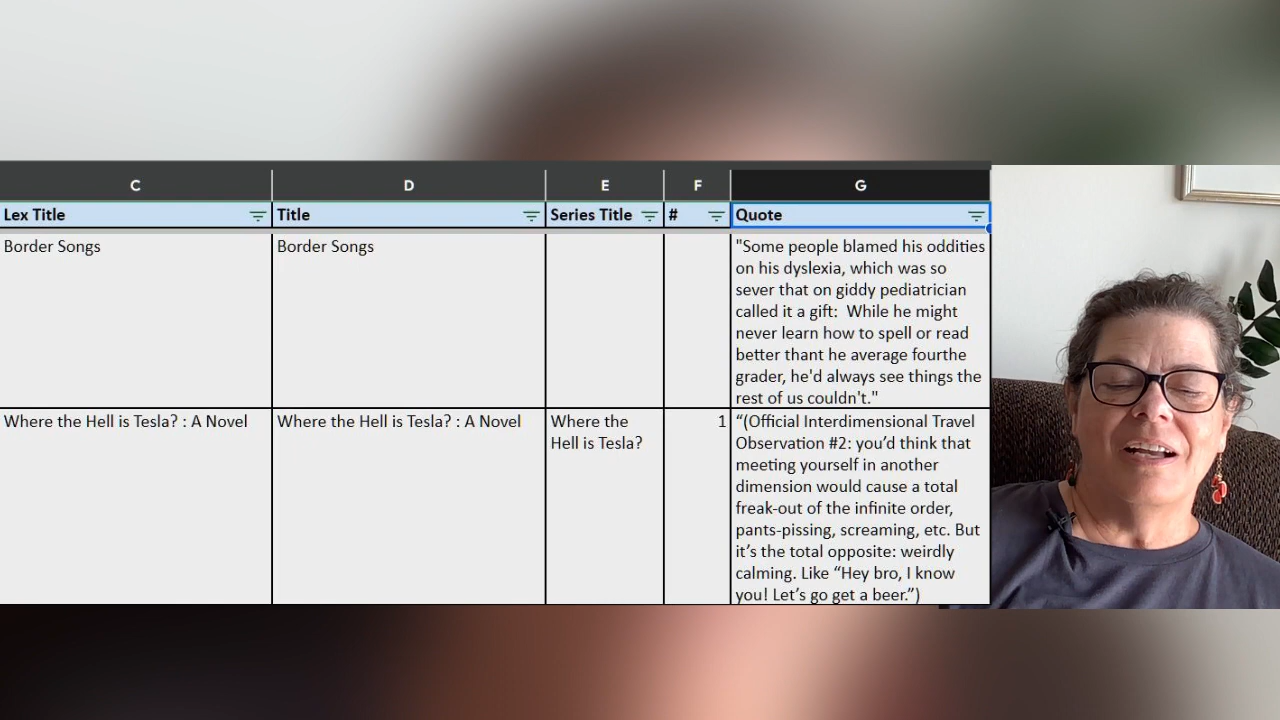 C D E F G
Lex Title Title Series Title # Quote
Border Songs Border Songs "Some people blamed his oddities
on his dyslexia, which was so
sever that on giddy pediatrician
called it a gift:  While he might
never learn how to spell or read
better thant he average fourthe
grader, he'd always see things the
rest of us couldn't."
Where the Hell is Tesla? : A Novel Where the Hell is Tesla? : A Novel Where the 1 “(Official Interdimensional Travel
Hell is Tesla? Observation #2: you’d think that
meeting yourself in another
dimension would cause a total
freak-out of the infinite order,
pants-pissing, screaming, etc. But
it’s the total opposite: weirdly
calming. Like “Hey bro, I know
you! Let’s go get a beer.”)